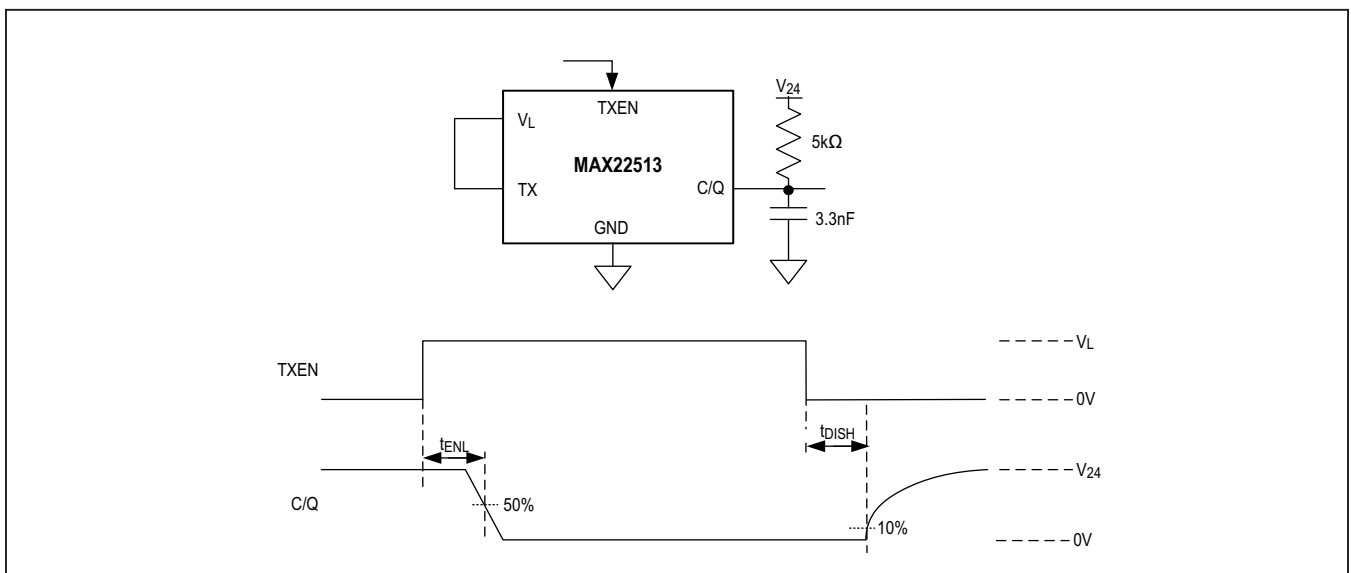 TXEN
V24
VL
5kΩ
MAX22513
TX
C/Q
3.3nF
GND
TXEN
VL
0V
tENL
tDISH
V24
C/Q
50%
10%
0V